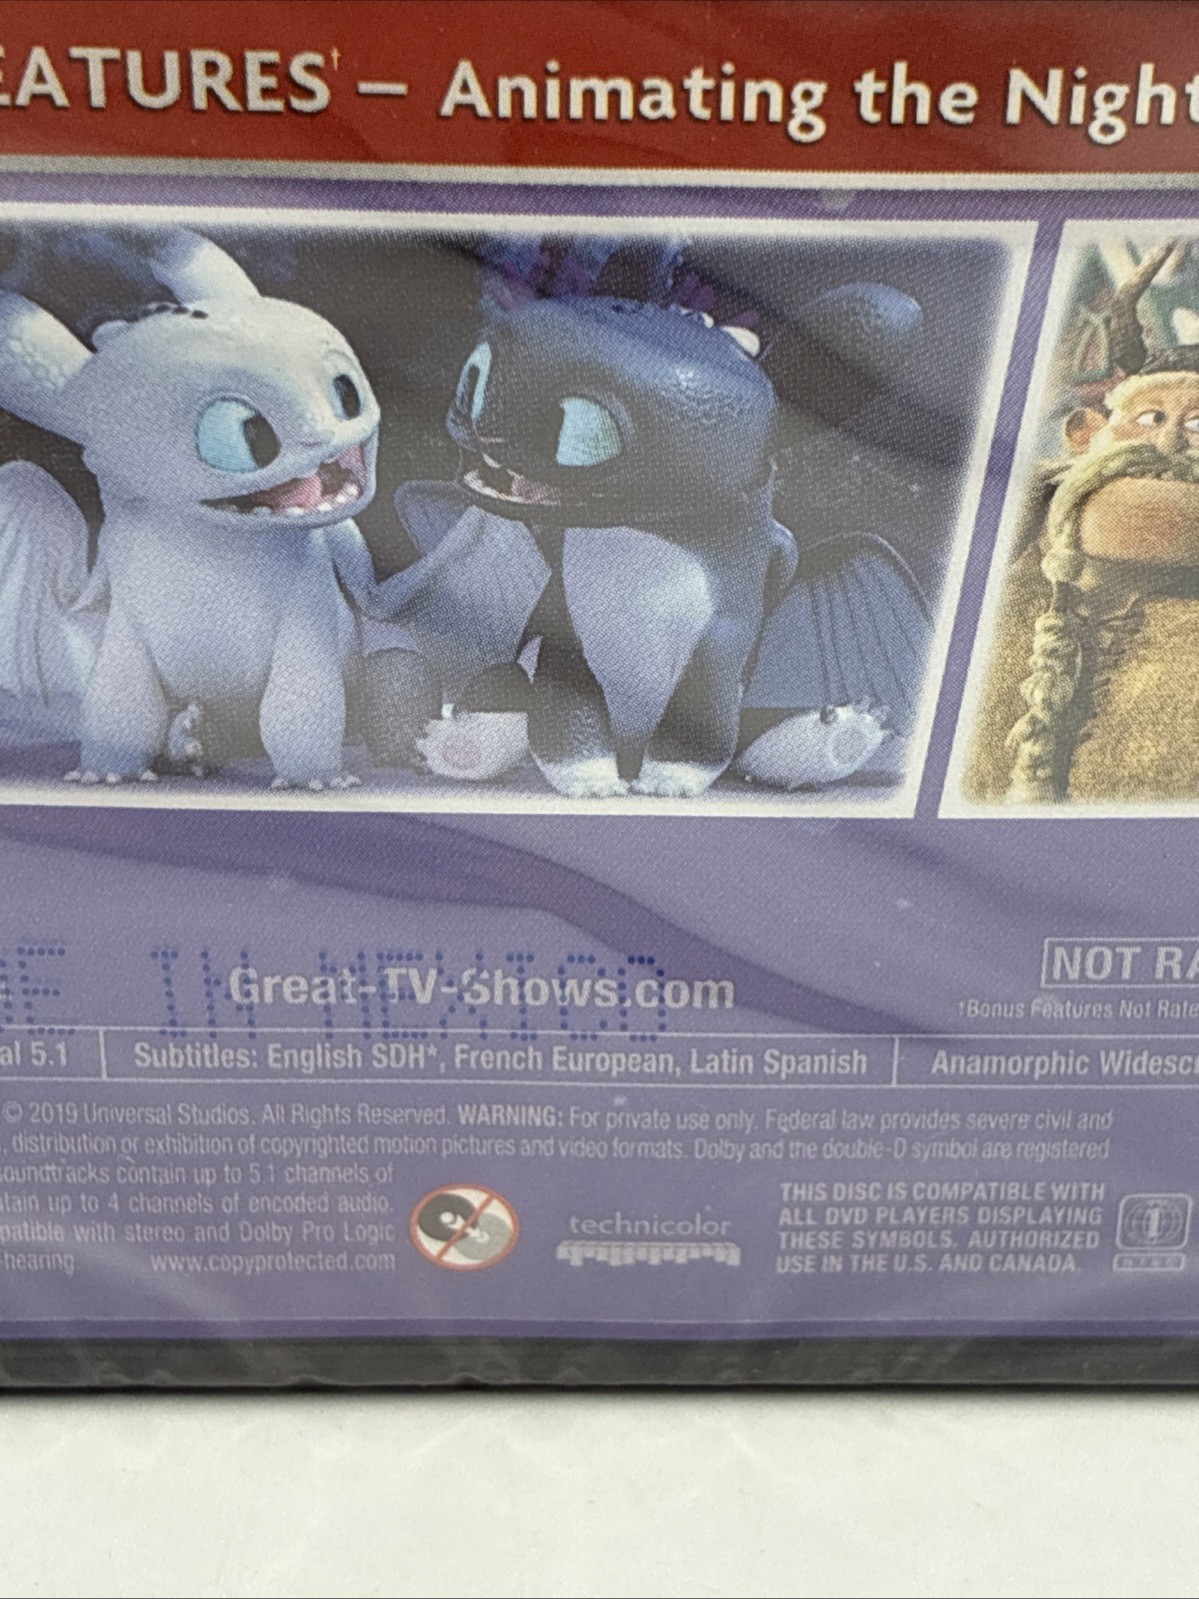 EATURES† – Animating the Night
DE IN MEXICO
Great-TV-Shows.com
NOT RA
†Bonus Features Not Rate
al 5.1
Subtitles: English SDH*, French European, Latin Spanish
Anamorphic Widesc
© 2019 Universal Studios. All Rights Reserved. WARNING: For private use only. Federal law provides severe civil and
, distribution or exhibition of copyrighted motion pictures and video formats. Dolby and the double-D symbol are registered
soundtracks contain up to 5.1 channels of
tain up to 4 channels of encoded audio.
patible with stereo and Dolby Pro Logic
-hearing. www.copyprotected.com
technicolor
THIS DISC IS COMPATIBLE WITH
ALL DVD PLAYERS DISPLAYING
THESE SYMBOLS. AUTHORIZED
USE IN THE U.S. AND CANADA.
1
NTSC